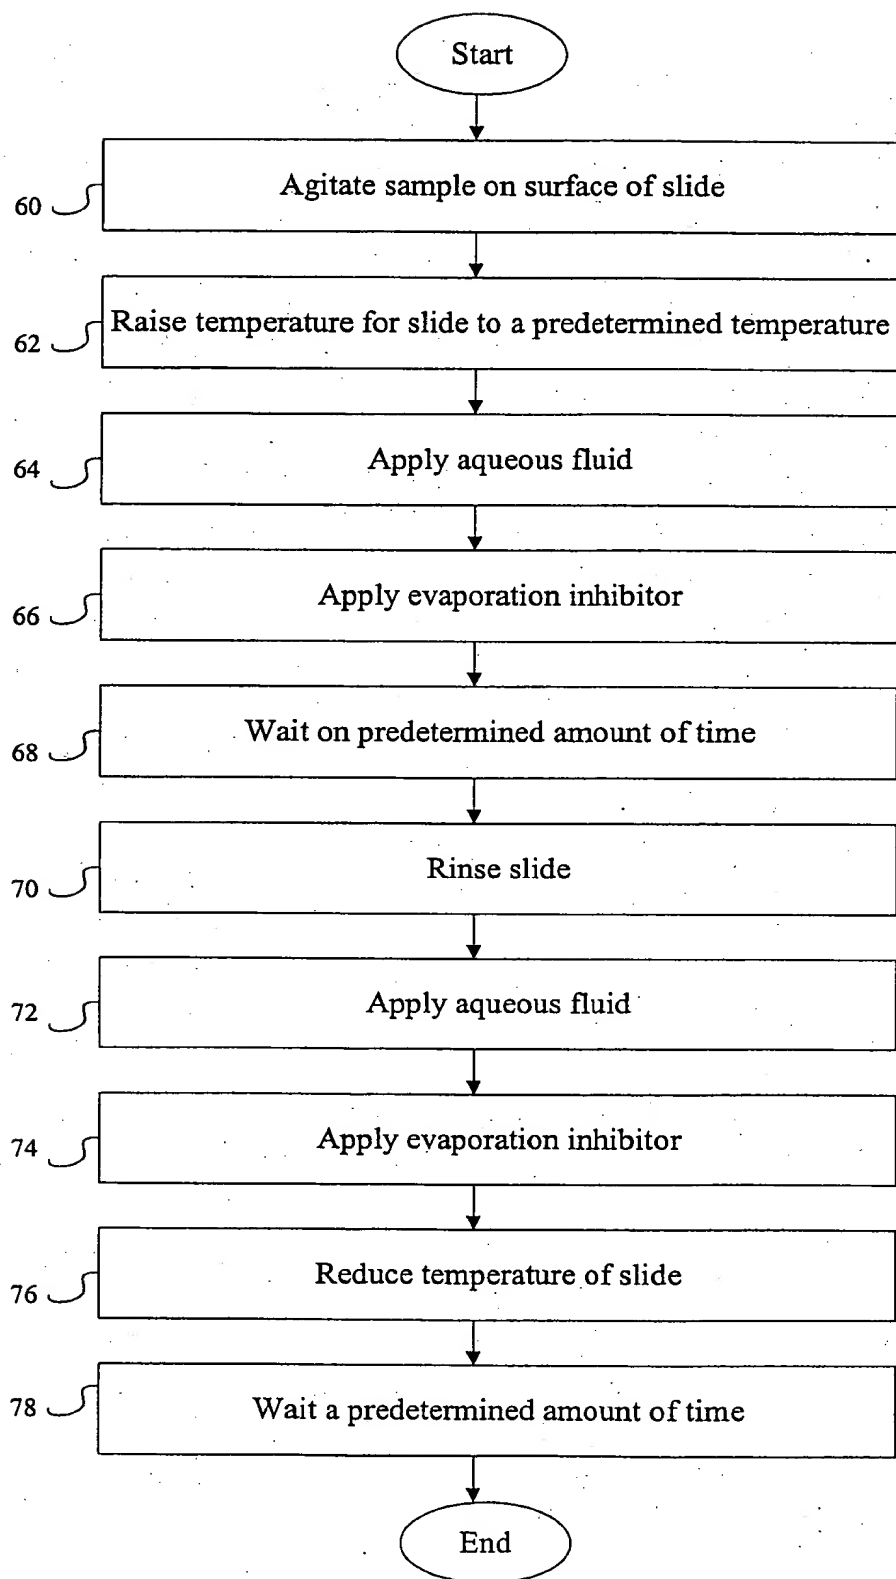 Start
60 Agitate sample on surface of slide
62 Raise temperature for slide to a predetermined temperature
64 Apply aqueous fluid
66 Apply evaporation inhibitor
68 Wait on predetermined amount of time
70 Rinse slide
72 Apply aqueous fluid
74 Apply evaporation inhibitor
76 Reduce temperature of slide
78 Wait a predetermined amount of time
End